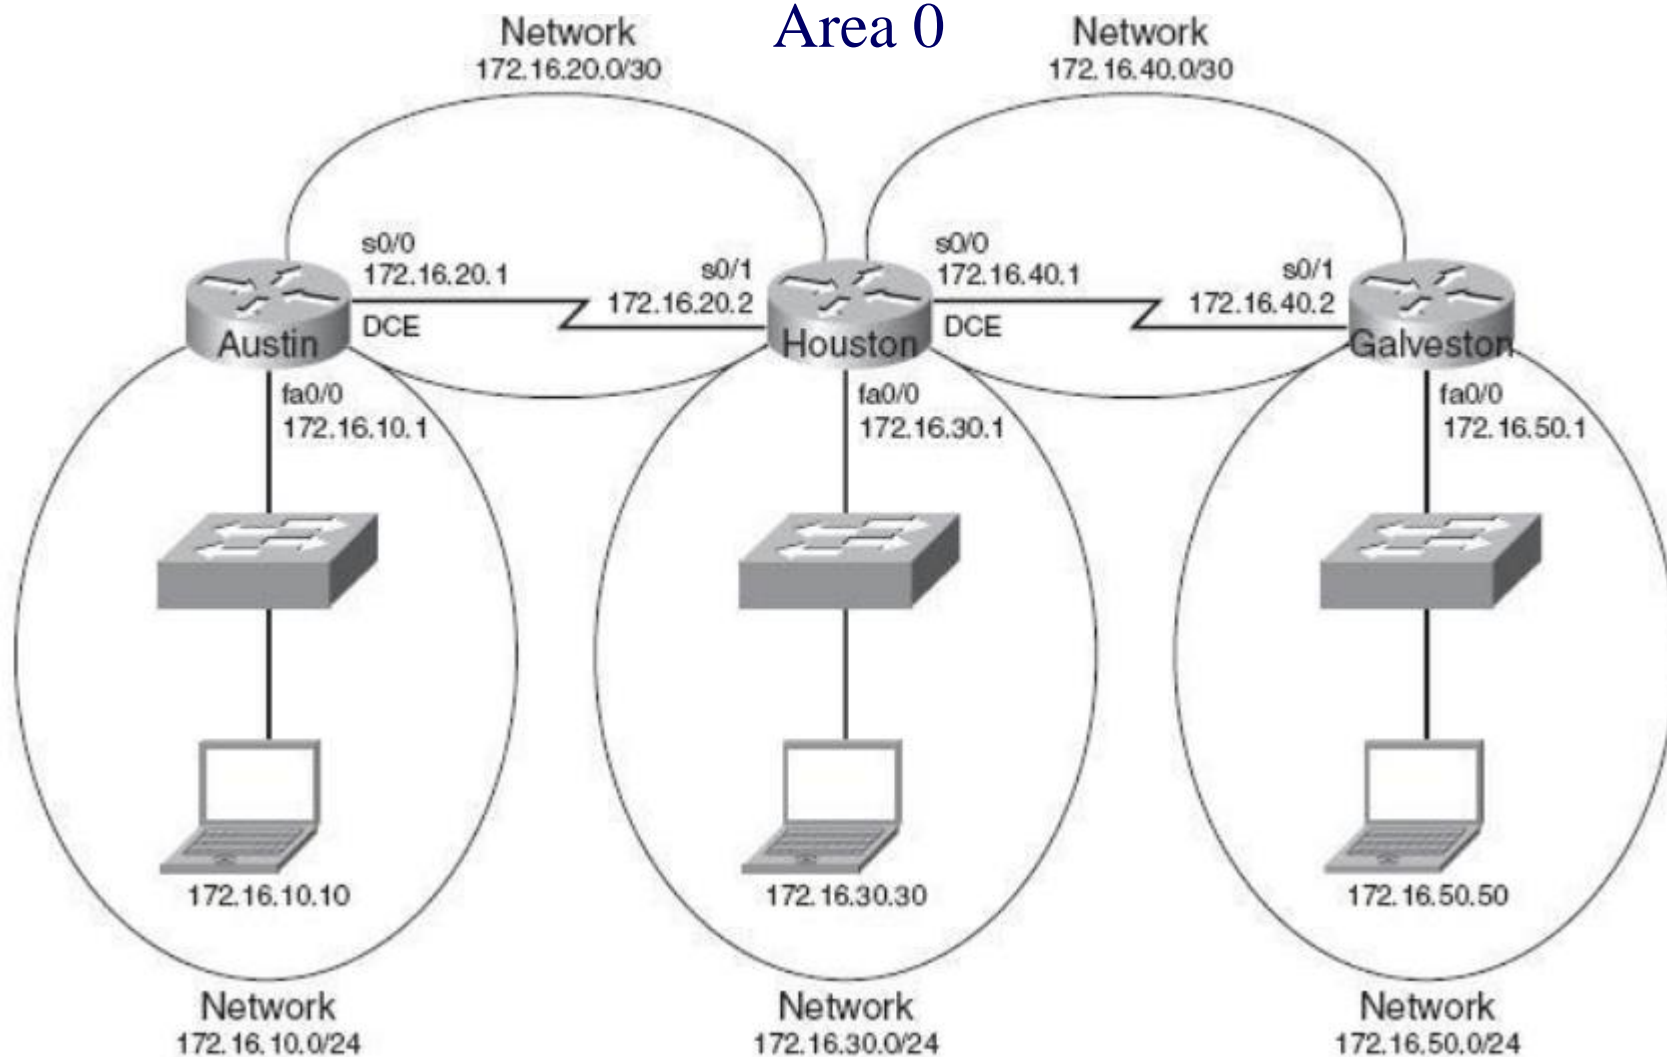 Area 0
Network
172.16.20.0/30
Network
172.16.40.0/30
s0/0
172.16.20.1
DCE
s0/1
172.16.20.2
s0/0
172.16.40.1
DCE
s0/1
172.16.40.2
Austin
Houston
Galveston
fa0/0
172.16.10.1
fa0/0
172.16.30.1
fa0/0
172.16.50.1
172.16.10.10
172.16.30.30
172.16.50.50
Network
172.16.10.0/24
Network
172.16.30.0/24
Network
172.16.50.0/24